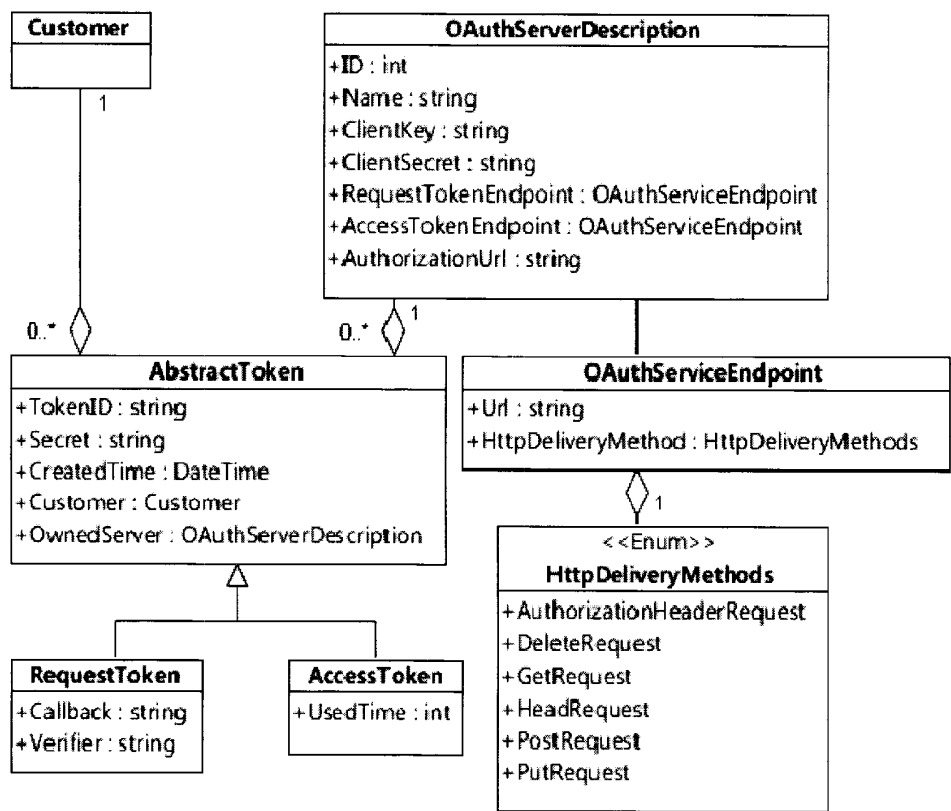 Customer
1
OAuthServerDescription
+ID : int
+Name : string
+ClientKey : string
+ClientSecret : string
+RequestTokenEndpoint : OAuthServiceEndpoint
+AccessTokenEndpoint : OAuthServiceEndpoint
+AuthorizationUrl : string
0..*
0..*
1
AbstractToken
+TokenID : string
+Secret : string
+CreatedTime : DateTime
+Customer : Customer
+OwnedServer : OAuthServerDescription
OAuthServiceEndpoint
+Url : string
+HttpDeliveryMethod : HttpDeliveryMethods
1
<<Enum>>
HttpDeliveryMethods
+AuthorizationHeaderRequest
+DeleteRequest
+GetRequest
+HeadRequest
+PostRequest
+PutRequest
RequestToken
+Callback : string
+Verifier : string
AccessToken
+UsedTime : int